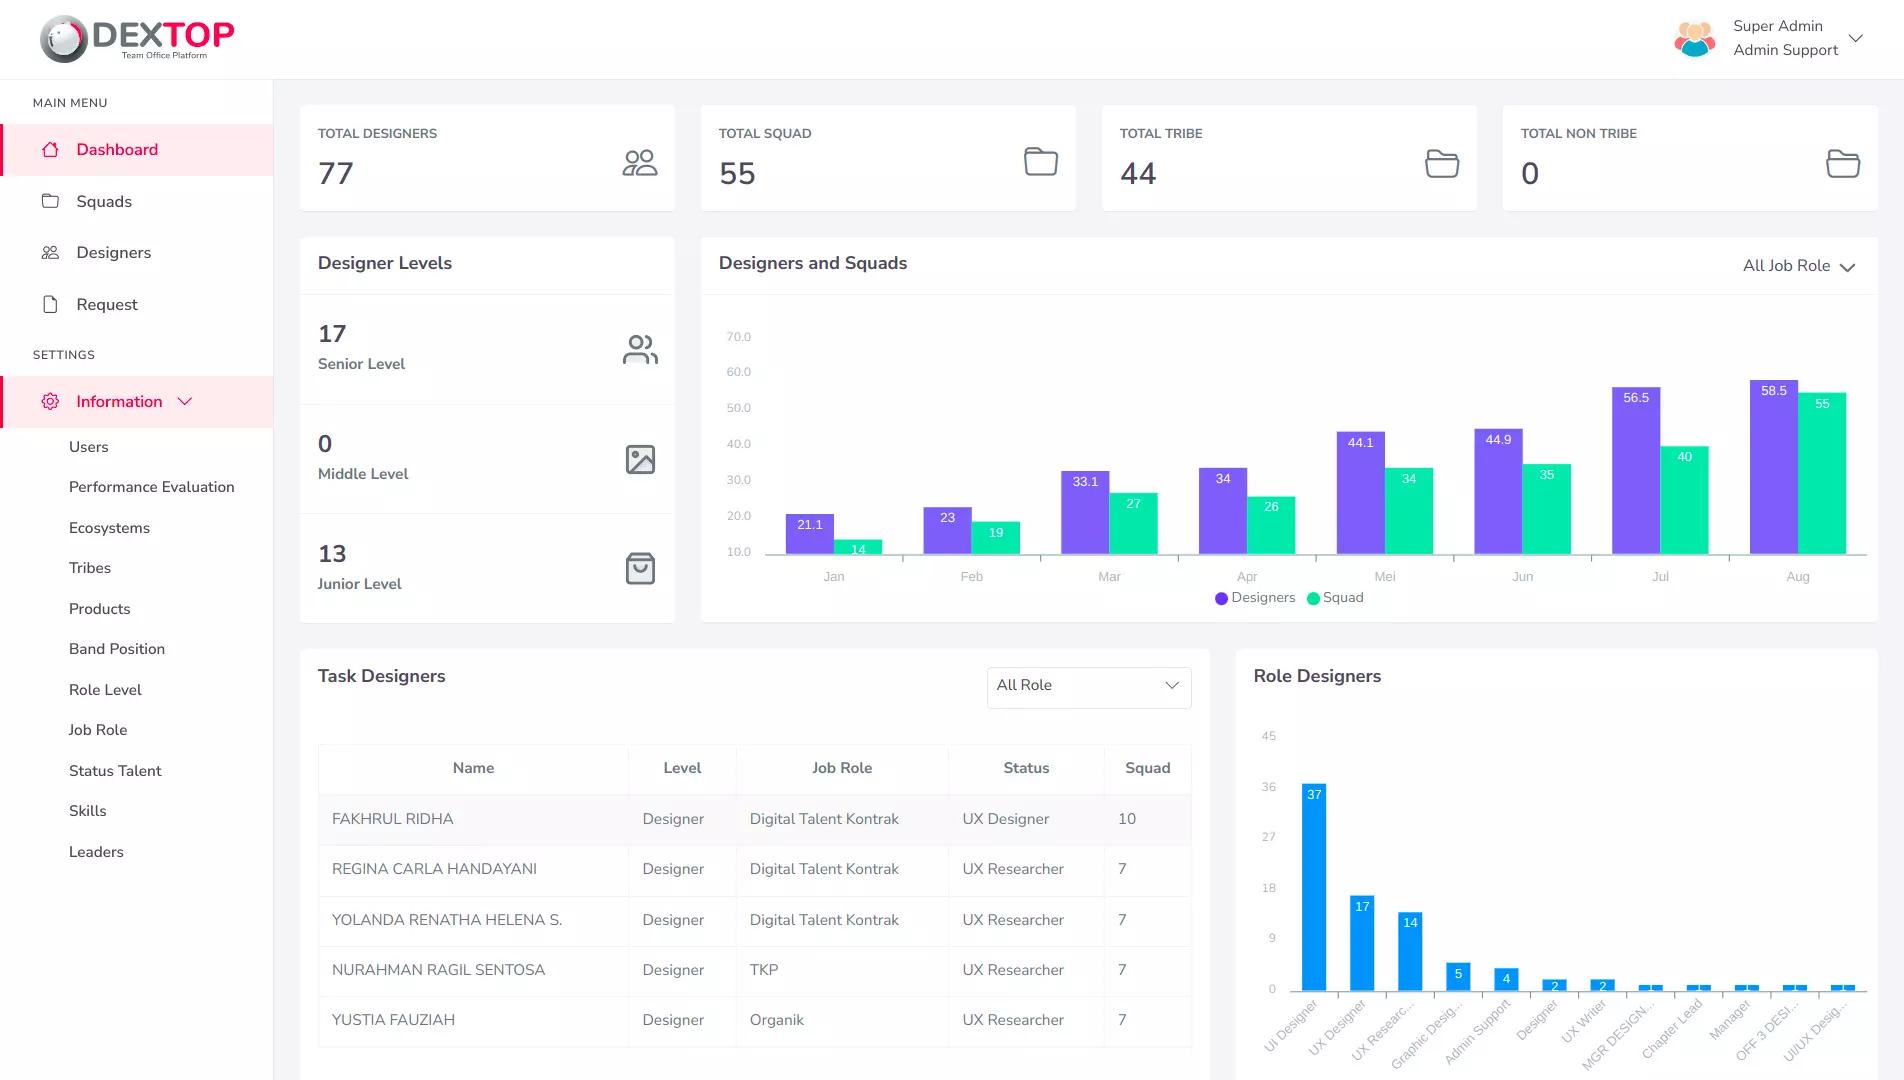 DEXTOP
Team Office Platform
Super Admin
Admin Support
MAIN MENU
Dashboard
Squads
Designers
Request
SETTINGS
Information
Users
Performance Evaluation
Ecosystems
Tribes
Products
Band Position
Role Level
Job Role
Status Talent
Skills
Leaders
TOTAL DESIGNERS
77
TOTAL SQUAD
55
TOTAL TRIBE
44
TOTAL NON TRIBE
0
Designer Levels
17
Senior Level
0
Middle Level
13
Junior Level
Designers and Squads
All Job Role
70.0
60.0
50.0
40.0
30.0
20.0
10.0
21.1
14
23
19
33.1
27
34
26
44.1
34
44.9
35
56.5
40
58.5
55
Jan Feb Mar Apr Mei Jun Jul Aug
Designers Squad
Task Designers
All Role
Name Level Job Role Status Squad
FAKHRUL RIDHA Designer Digital Talent Kontrak UX Designer 10
REGINA CARLA HANDAYANI Designer Digital Talent Kontrak UX Researcher 7
YOLANDA RENATHA HELENA S. Designer Digital Talent Kontrak UX Researcher 7
NURAHMAN RAGIL SENTOSA Designer TKP UX Researcher 7
YUSTIA FAUZIAH Designer Organik UX Researcher 7
Role Designers
45
36
27
18
9
0
37
17
14
5
4
2
2
1
1
1
1
1
UI Designer
UX Designer
UX Researc...
Graphic Desig...
Admin Support
Designer
UX Writer
MGR DESIGN...
Chapter Lead
Manager
OFF 3 DESI...
UI/UX Desig...